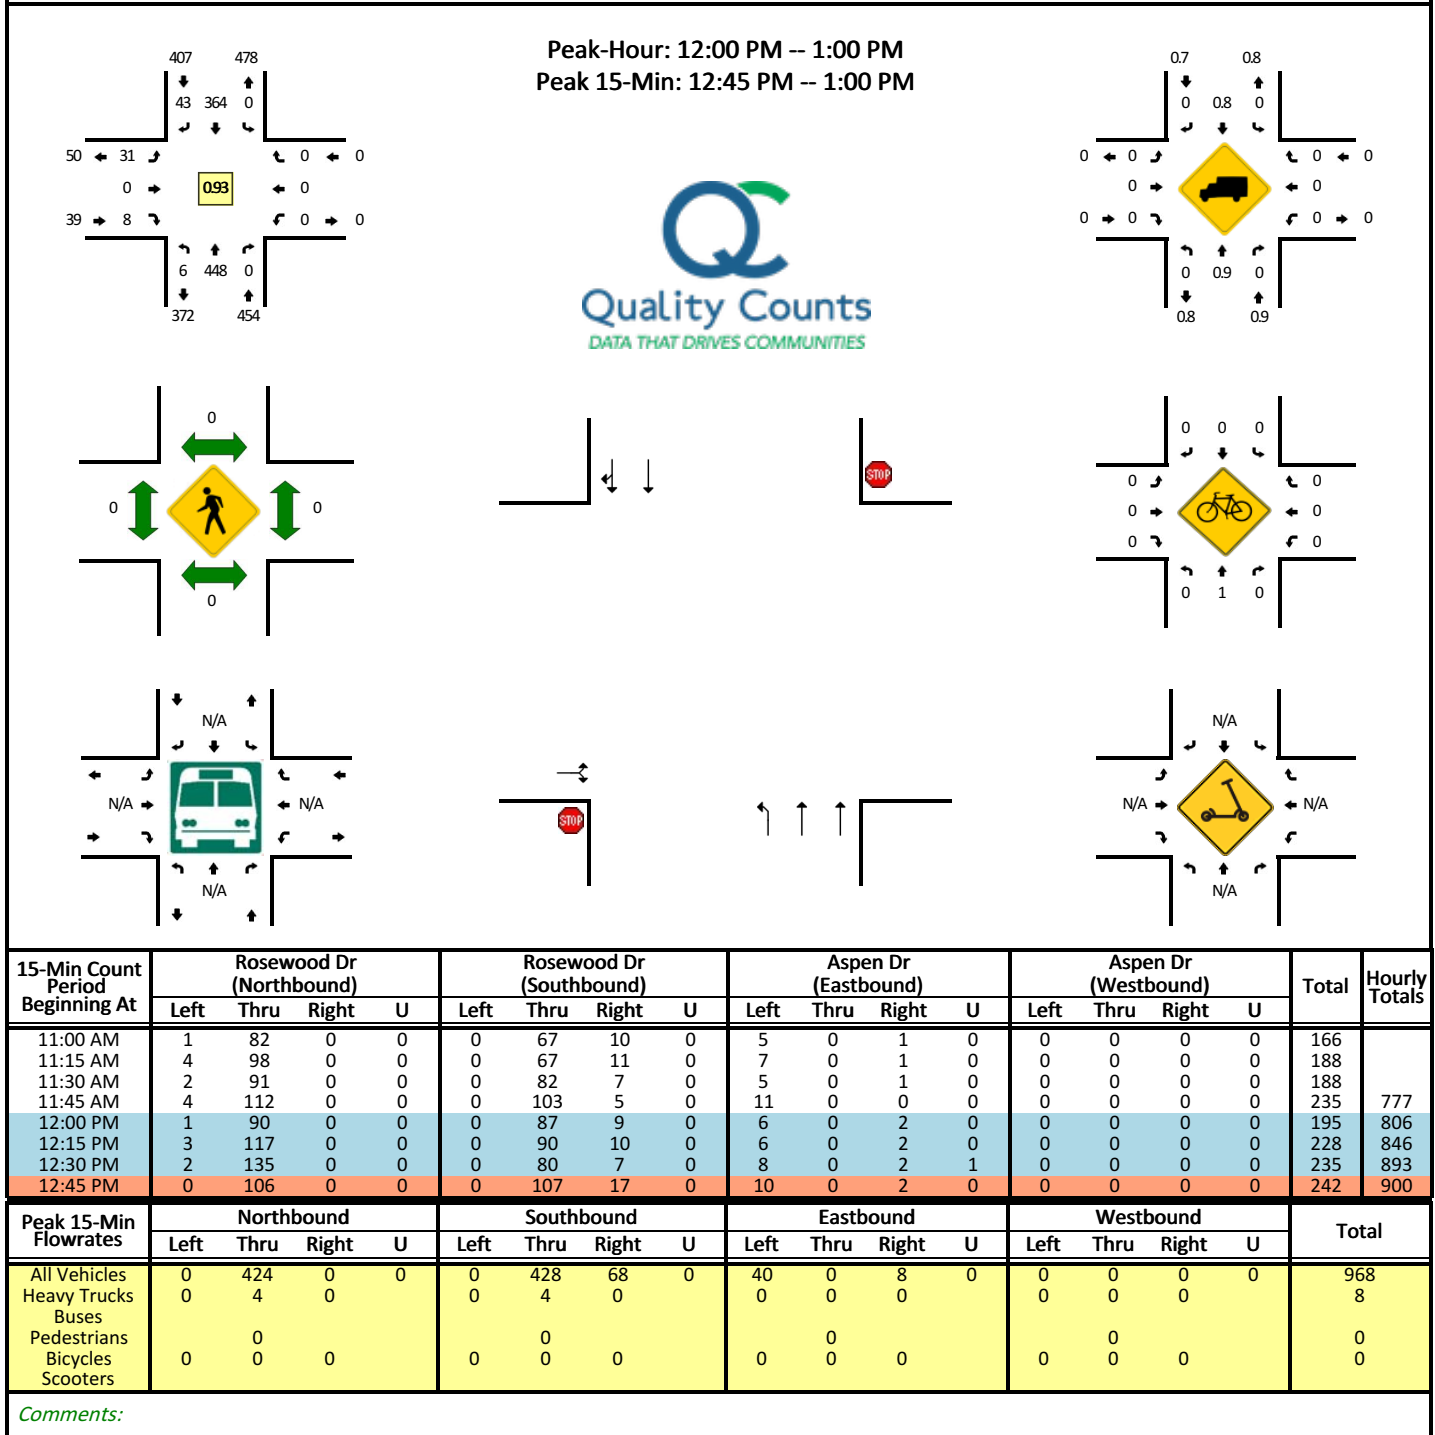 Peak-Hour: 12:00 PM -- 1:00 PM
Peak 15-Min: 12:45 PM -- 1:00 PM
407 478
43 364 0
50 31 0 0
0 0.93 0
39 8 0 0
6 448 0
372 454
QC
Quality Counts
DATA THAT DRIVES COMMUNITIES
0.7 0.8
0 0.8 0
0 0 0 0
0 0
0 0 0 0
0 0.9 0
0.8 0.9
0
0 0
0
STOP
STOP
0 0 0
0 0
0 0
0 0
0 1 0
N/A
N/A N/A
N/A
N/A
N/A N/A
N/A
15-Min Count Period Beginning At Rosewood Dr (Northbound) Rosewood Dr (Southbound) Aspen Dr (Eastbound) Aspen Dr (Westbound) Total Hourly Totals
Left Thru Right U Left Thru Right U Left Thru Right U Left Thru Right U
11:00 AM 1 82 0 0 0 67 10 0 5 0 1 0 0 0 0 0 166
11:15 AM 4 98 0 0 0 67 11 0 7 0 1 0 0 0 0 0 188
11:30 AM 2 91 0 0 0 82 7 0 5 0 1 0 0 0 0 0 188
11:45 AM 4 112 0 0 0 103 5 0 11 0 0 0 0 0 0 0 235 777
12:00 PM 1 90 0 0 0 87 9 0 6 0 2 0 0 0 0 0 195 806
12:15 PM 3 117 0 0 0 90 10 0 6 0 2 0 0 0 0 0 228 846
12:30 PM 2 135 0 0 0 80 7 0 8 0 2 1 0 0 0 0 235 893
12:45 PM 0 106 0 0 0 107 17 0 10 0 2 0 0 0 0 0 242 900
Peak 15-Min Flowrates Northbound Southbound Eastbound Westbound Total
Left Thru Right U Left Thru Right U Left Thru Right U Left Thru Right U
All Vehicles 0 424 0 0 0 428 68 0 40 0 8 0 0 0 0 0 968
Heavy Trucks 0 4 0 0 4 0 0 0 0 0 0 0 8
Buses
Pedestrians 0 0 0 0 0
Bicycles 0 0 0 0 0 0 0 0 0 0 0 0 0
Scooters
Comments: